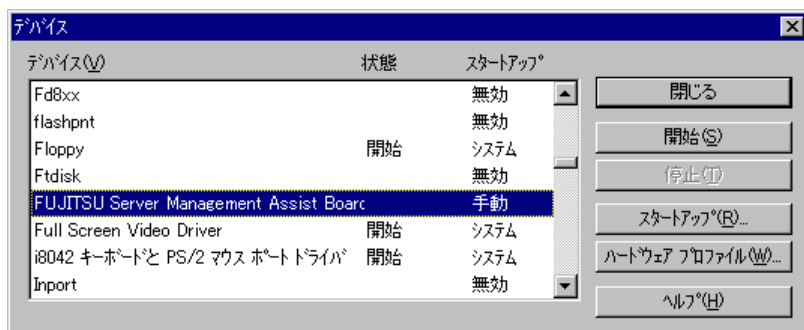 デバイス
デバイス(V) 状態 スタートアップ
Fd8xx 無効
flashpnt 無効
Floppy 開始 システム
Ftdisk 無効
FUJITSU Server Management Assist Board 手動
Full Screen Video Driver 開始 システム
i8042 キーボードと PS/2 マウス ポート ドライバ 開始 システム
Inport 無効
閉じる
開始(S)
停止(T)
スタートアップ(R)...
ハードウェア プロファイル(W)...
ヘルプ(H)